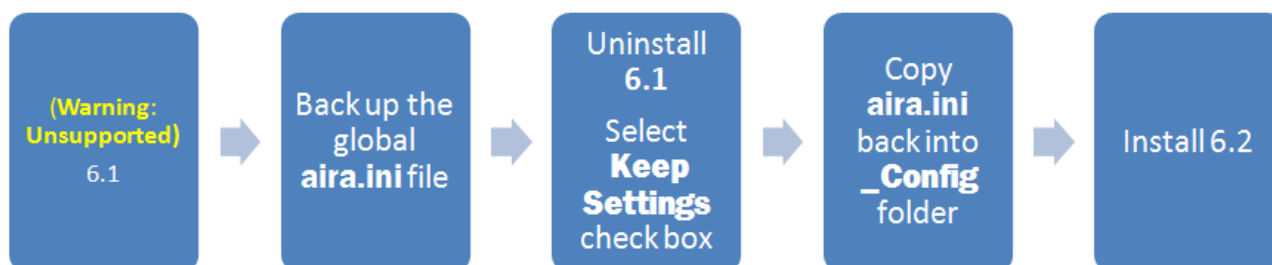 (Warning:
Unsupported)
6.1
Back up the
global
aira.ini file
Uninstall
6.1
Select
Keep
Settings
check box
Copy
aira.ini
back into
_Config
folder
Install 6.2